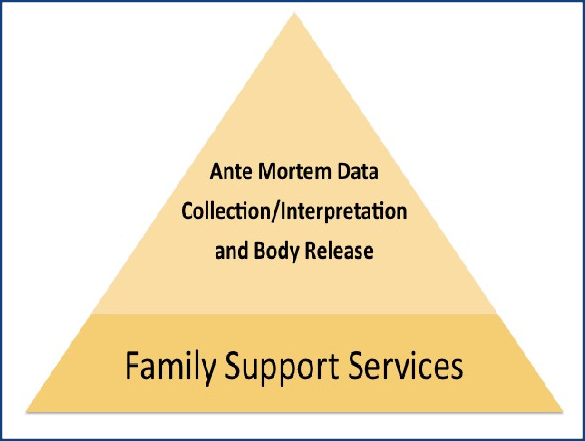 Ante Mortem Data
Collection/Interpretation
and Body Release
Family Support Services